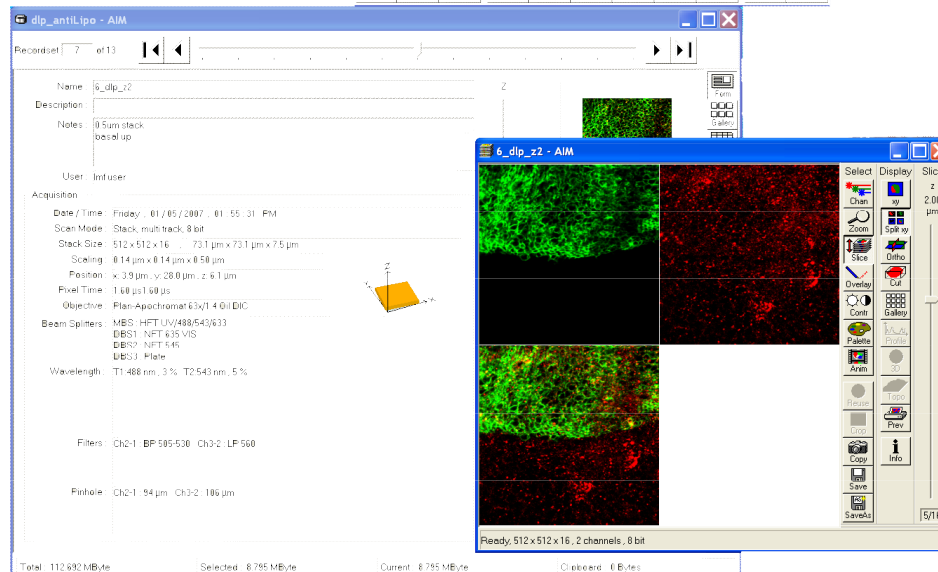 dlp_antiLipo - AIM
Recordset 7 of 13
Name: 6_dlp_z2
Z
Description:
Form
Gallery
Notes: 0.5um stack
basal up
User: lmtuser
Acquisition
Date / Time: Friday, 01/05/2007, 01:55:31 PM
Scan Mode: Stack, multitrack, 8 bit
Stack Size: 512 x 512 x 16, 73.1 µm x 73.1 µm x 7.5 µm
Scaling: 0.14 µm x 0.14 µm x 0.50 µm
Position: x: 3.9 µm, y: 28.0 µm, z: 6.1 µm
Pixel Time: 1.60 µs1.60 µs
Objective: Plan-Apochromat 63x/1.4 Oil DIC
Beam Splitters: MBS: HFT UV/488/543/633
DBS1: NFT 635 VIS
DBS2: NFT 545
DBS3: Plate
Wavelength: T1:488 nm, 3 % T2:543 nm, 5 %
Filters: Ch2-1: BP 505-530 Ch3-2: LP 560
Pinhole: Ch2-1: 94 µm Ch3-2: 106 µm
Total: 112.692 MByte Selected 8.795 MByte Current 8.795 MByte Clipboard 0 Bytes
6_dlp_z2 - AIM
Select Display Slic
Chan xy z
2.00
µm
Zoom Split xy
Slice Ortho
Overlay Cut
Contr Gallery
Palette Profile
Anim 3D
Reuse Topo
Crop Prev
Copy Info
Save
SaveAs 5/16
Ready, 512 x 512 x 16, 2 channels, 8 bit